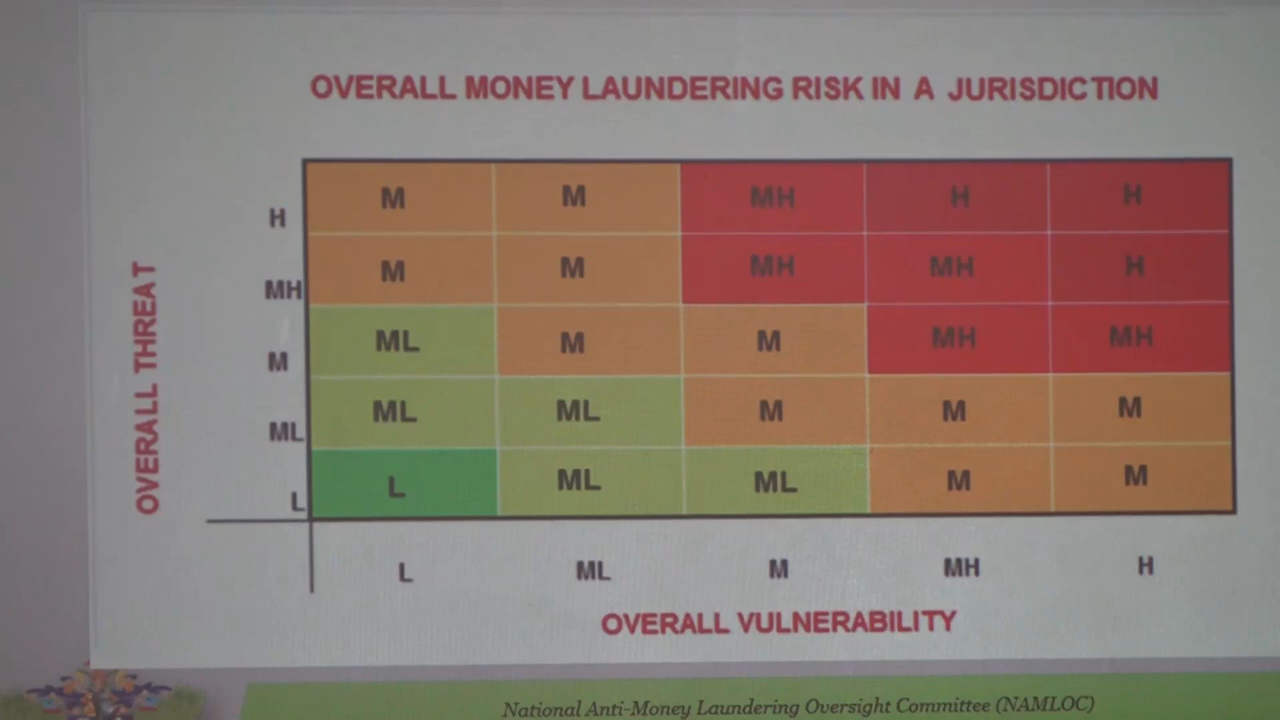 OVERALL MONEY LAUNDERING RISK IN A JURISDICTION
OVERALL THREAT
H M M MH H H
MH M M MH MH H
M ML M M MH MH
ML ML ML M M M
L L ML ML M M
L ML M MH H
OVERALL VULNERABILITY
National Anti-Money Laundering Oversight Committee (NAMLOC)